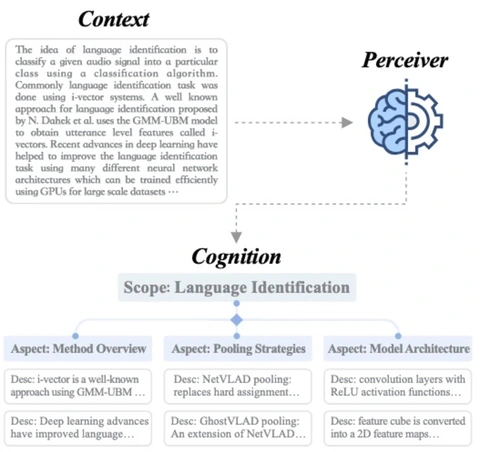 Context
The idea of language identification is to
classify a given audio signal into a particular
class using a classification algorithm.
Commonly language identification task was
done using i-vector systems. A well known
approach for language identification proposed
by N. Dahek et al. uses the GMM-UBM model
to obtain utterance level features called i-
vectors. Recent advances in deep learning have
helped to improve the language identification
task using many different neural network
architectures which can be trained efficiently
using GPUs for large scale datasets ⋯
Perceiver
Cognition
Scope: Language Identification
Aspect: Method Overview
Desc: i-vector is a well-known
approach using GMM-UBM ...
Desc: Deep learning advances
have improved language...
Aspect: Pooling Strategies
Desc: NetVLAD pooling:
replaces hard assignment...
Desc: GhostVLAD pooling:
An extension of NetVLAD...
Aspect: Model Architecture
Desc: convolution layers with
ReLU activation functions...
Desc: feature cube is converted
into a 2D feature maps...